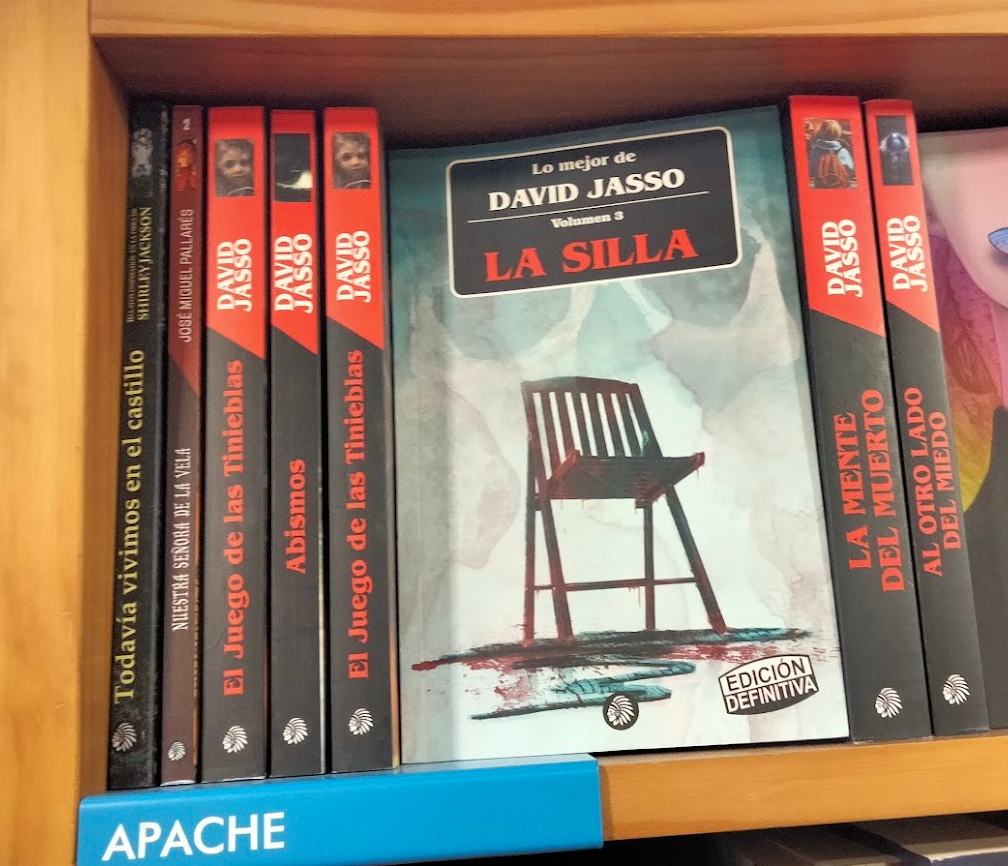 SHIRLEY JACKSON
Todavía vivimos en el castillo
JOSÉ MIGUEL PALLARÉS
NUESTRA SEÑORA DE LA VELA
DAVID
JASSO
El Juego de las Tinieblas
DAVID
JASSO
Abismos
DAVID
JASSO
El Juego de las Tinieblas
Lo mejor de
DAVID JASSO
Volumen 3
LA SILLA
EDICIÓN
DEFINITIVA
DAVID
JASSO
LA MENTE
DEL MUERTO
DAVID
JASSO
AL OTRO LADO
DEL MIEDO
APACHE